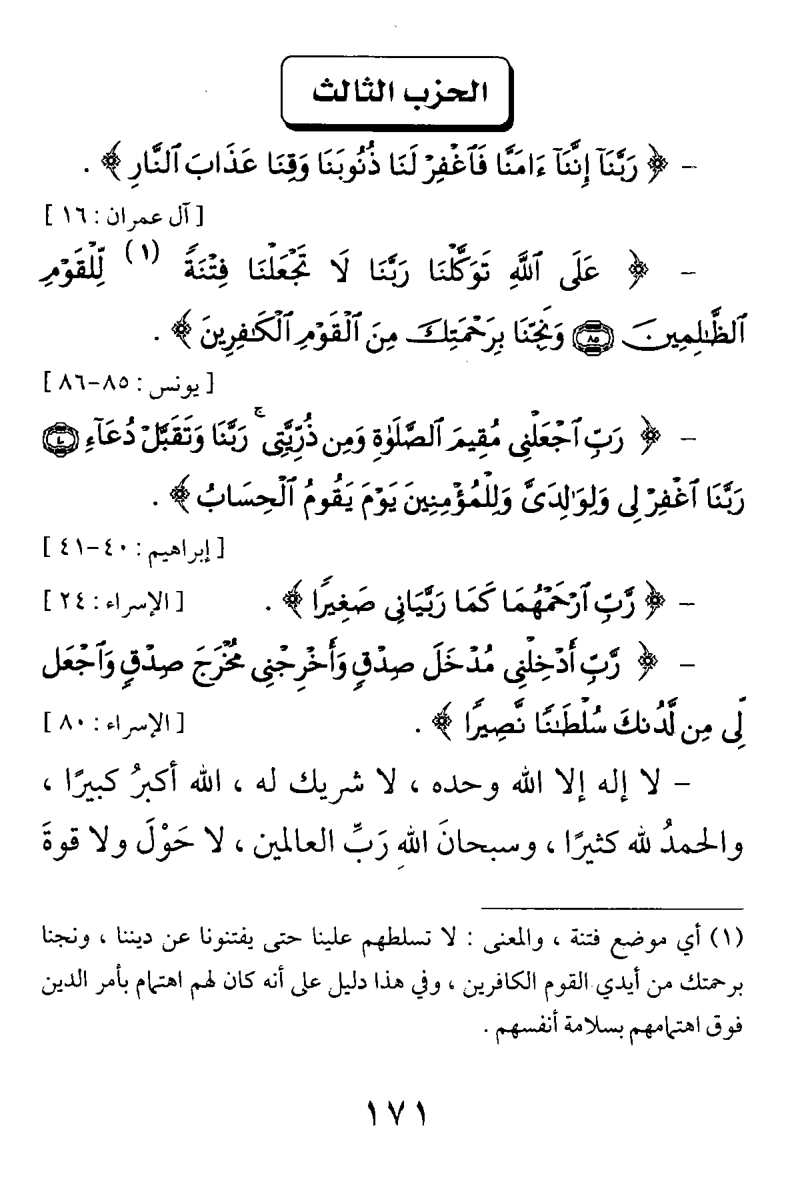 الحزب الثالث
– ﴿ رَبَّنَآ إِنَّنَآ ءَامَنَّا فَٱغْفِرْ لَنَا ذُنُوبَنَا وَقِنَا عَذَابَ ٱلنَّارِ ﴾ .
[ آل عمران : ١٦ ]
– ﴿ عَلَى ٱللَّهِ تَوَكَّلْنَا رَبَّنَا لَا تَجْعَلْنَا فِتْنَةً (١) لِّلْقَوْمِ
ٱلظَّٰلِمِينَ ٨٥ وَنَجِّنَا بِرَحْمَتِكَ مِنَ ٱلْقَوْمِ ٱلْكَٰفِرِينَ ﴾ .
[ يونس : ٨٥-٨٦ ]
– ﴿ رَبِّ ٱجْعَلْنِى مُقِيمَ ٱلصَّلَوٰةِ وَمِن ذُرِّيَّتِى ۚ رَبَّنَا وَتَقَبَّلْ دُعَآءِ ٤٠
رَبَّنَا ٱغْفِرْ لِى وَلِوَٰلِدَىَّ وَلِلْمُؤْمِنِينَ يَوْمَ يَقُومُ ٱلْحِسَابُ ﴾ .
[ إبراهيم : ٤٠-٤١ ]
– ﴿ رَّبِّ ٱرْحَمْهُمَا كَمَا رَبَّيَانِى صَغِيرًا ﴾ . [ الإسراء : ٢٤ ]
– ﴿ رَّبِّ أَدْخِلْنِى مُدْخَلَ صِدْقٍ وَأَخْرِجْنِى مُخْرَجَ صِدْقٍ وَٱجْعَل
لِّى مِن لَّدُنكَ سُلْطَٰنًا نَّصِيرًا ﴾ . [ الإسراء : ٨٠ ]
– لا إله إلا الله وحده ، لا شريك له ، الله أكبرُ كبيرًا ،
والحمدُ لله كثيرًا ، وسبحانَ اللهِ رَبِّ العالمين ، لا حَوْلَ ولا قوةَ
(١) أي موضع فتنة ، والمعنى : لا تسلطهم علينا حتى يفتنونا عن ديننا ، ونجنا
برحمتك من أيدي القوم الكافرين ، وفي هذا دليل على أنه كان لهم اهتمام بأمر الدين
فوق اهتمامهم بسلامة أنفسهم .
١٧١